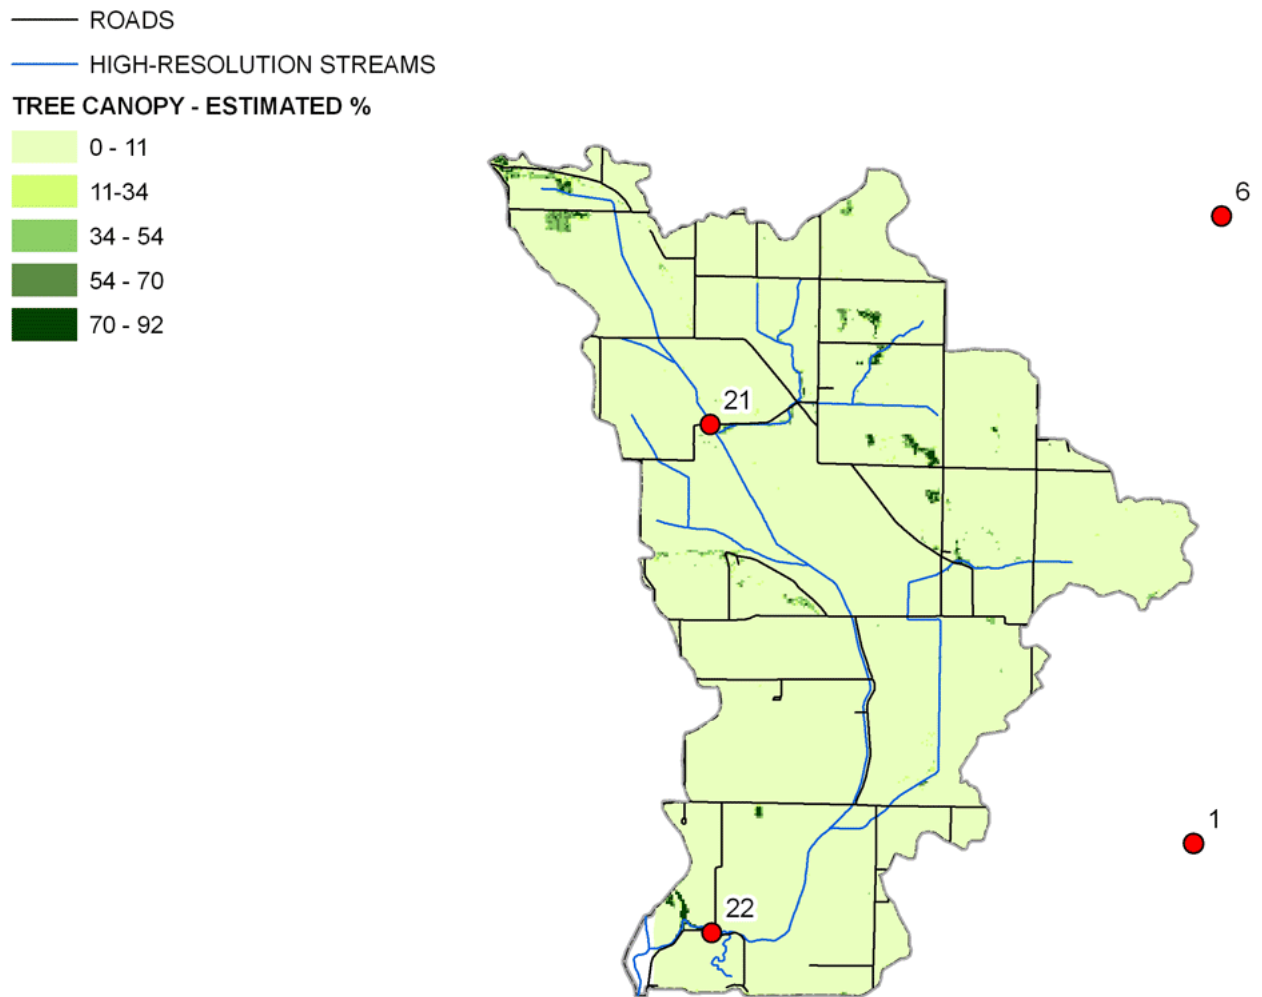 ROADS
HIGH-RESOLUTION STREAMS
TREE CANOPY - ESTIMATED %
0 - 11
11-34
34 - 54
54 - 70
70 - 92
6
21
1
22